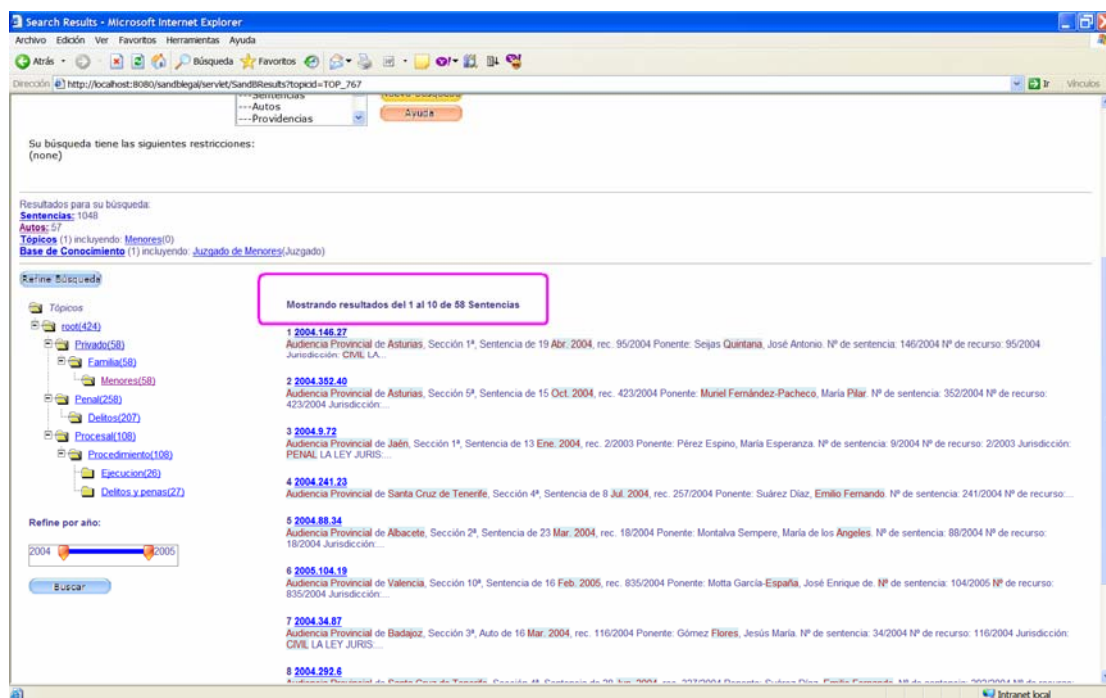 Search Results - Microsoft Internet Explorer
Archivo Edición Ver Favoritos Herramientas Ayuda
Atrás Búsqueda Favoritos
Dirección http://localhost:8080/sandblegal/servlet/SandBResults?topicid=TOP_767 Ir Vínculos
---Sentencias
---Autos
---Providencias
Ayuda
Su búsqueda tiene las siguientes restricciones:
(none)
Resultados para su búsqueda:
Sentencias: 1048
Autos: 57
Tópicos (1) incluyendo: Menores(0)
Base de Conocimiento (1) incluyendo: Juzgado de Menores(Juzgado)
Refine Búsqueda
Tópicos
root(424)
Privado(58)
Familia(58)
Menores(58)
Penal(258)
Delitos(207)
Procesal(108)
Procedimiento(108)
Ejecucion(26)
Delitos y penas(27)
Refine por año:
2004 2005
Buscar
Mostrando resultados del 1 al 10 de 58 Sentencias
1 2004.146.27
Audiencia Provincial de Asturias, Sección 1ª, Sentencia de 19 Abr. 2004, rec. 95/2004 Ponente: Seijas Quintana, José Antonio. Nº de sentencia: 146/2004 Nº de recurso: 95/2004
Jurisdicción: CIVIL LA...
2 2004.352.40
Audiencia Provincial de Asturias, Sección 5ª, Sentencia de 15 Oct. 2004, rec. 423/2004 Ponente: Muriel Fernández-Pacheco, María Pilar. Nº de sentencia: 352/2004 Nº de recurso:
423/2004 Jurisdicción:...
3 2004.9.72
Audiencia Provincial de Jaén, Sección 1ª, Sentencia de 13 Ene. 2004, rec. 2/2003 Ponente: Pérez Espino, María Esperanza. Nº de sentencia: 9/2004 Nº de recurso: 2/2003 Jurisdicción:
PENAL LA LEY JURIS:...
4 2004.241.23
Audiencia Provincial de Santa Cruz de Tenerife, Sección 4ª, Sentencia de 8 Jul. 2004, rec. 257/2004 Ponente: Suárez Díaz, Emilio Fernando. Nº de sentencia: 241/2004 Nº de recurso:...
5 2004.88.34
Audiencia Provincial de Albacete, Sección 2ª, Sentencia de 23 Mar. 2004, rec. 18/2004 Ponente: Montalva Sempere, María de los Angeles. Nº de sentencia: 88/2004 Nº de recurso:
18/2004 Jurisdicción:...
6 2005.104.19
Audiencia Provincial de Valencia, Sección 10ª, Sentencia de 16 Feb. 2005, rec. 835/2004 Ponente: Motta García-España, José Enrique de. Nº de sentencia: 104/2005 Nº de recurso:
835/2004 Jurisdicción:...
7 2004.34.87
Audiencia Provincial de Badajoz, Sección 3ª, Auto de 16 Mar. 2004, rec. 116/2004 Ponente: Gómez Flores, Jesús María. Nº de sentencia: 34/2004 Nº de recurso: 116/2004 Jurisdicción:
CIVIL LA LEY JURIS:...
8 2004.292.6
Intranet local